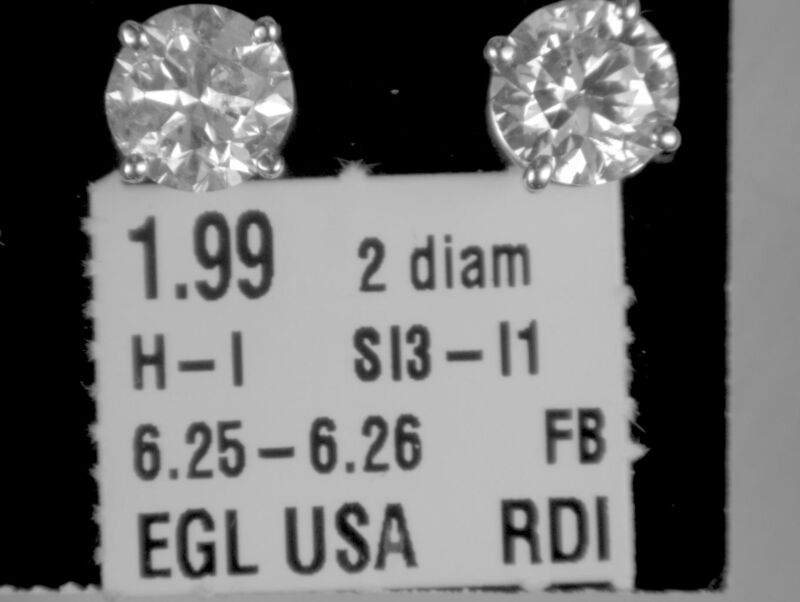 1.99 2 diam
H – I SI3 – I1
6.25 – 6.26 FB
EGL USA RDI